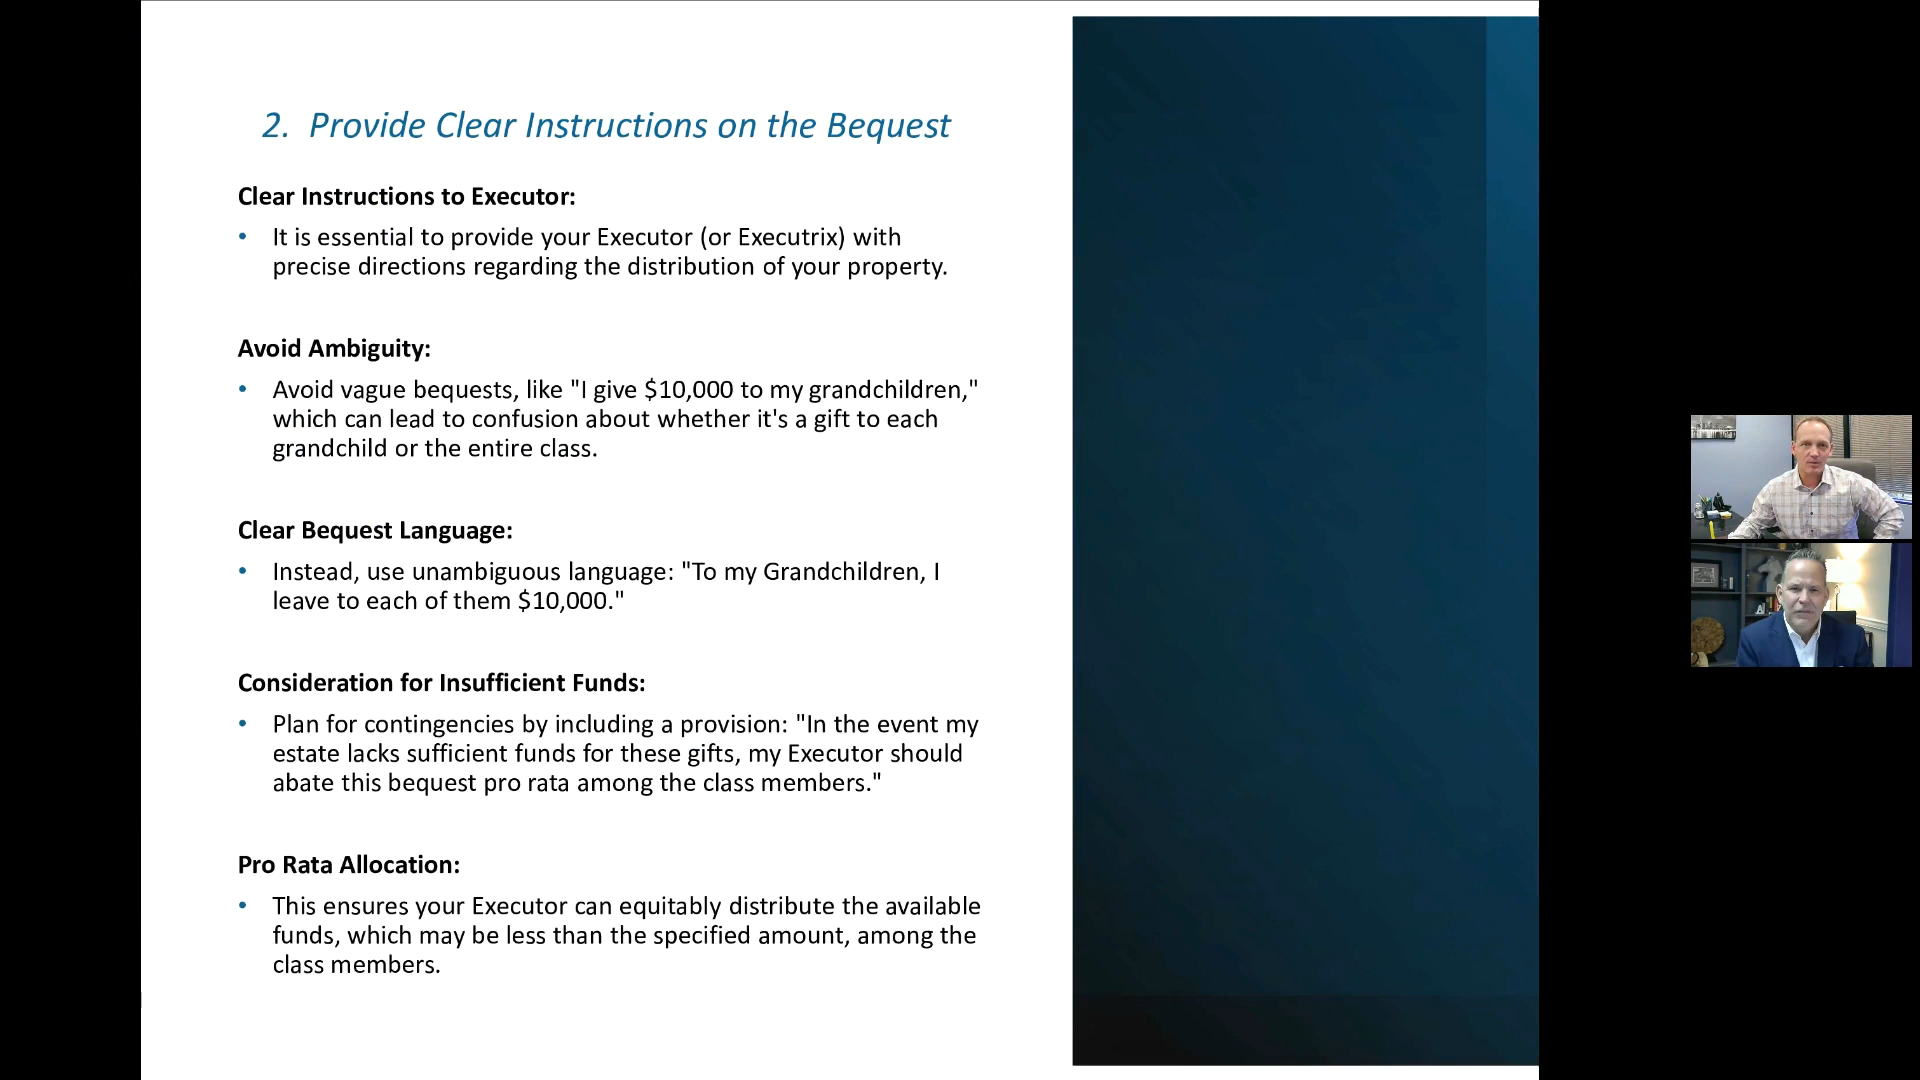 2. Provide Clear Instructions on the Bequest
Clear Instructions to Executor:
• It is essential to provide your Executor (or Executrix) with
precise directions regarding the distribution of your property.
Avoid Ambiguity:
• Avoid vague bequests, like "I give $10,000 to my grandchildren,"
which can lead to confusion about whether it's a gift to each
grandchild or the entire class.
Clear Bequest Language:
• Instead, use unambiguous language: "To my Grandchildren, I
leave to each of them $10,000."
Consideration for Insufficient Funds:
• Plan for contingencies by including a provision: "In the event my
estate lacks sufficient funds for these gifts, my Executor should
abate this bequest pro rata among the class members."
Pro Rata Allocation:
• This ensures your Executor can equitably distribute the available
funds, which may be less than the specified amount, among the
class members.